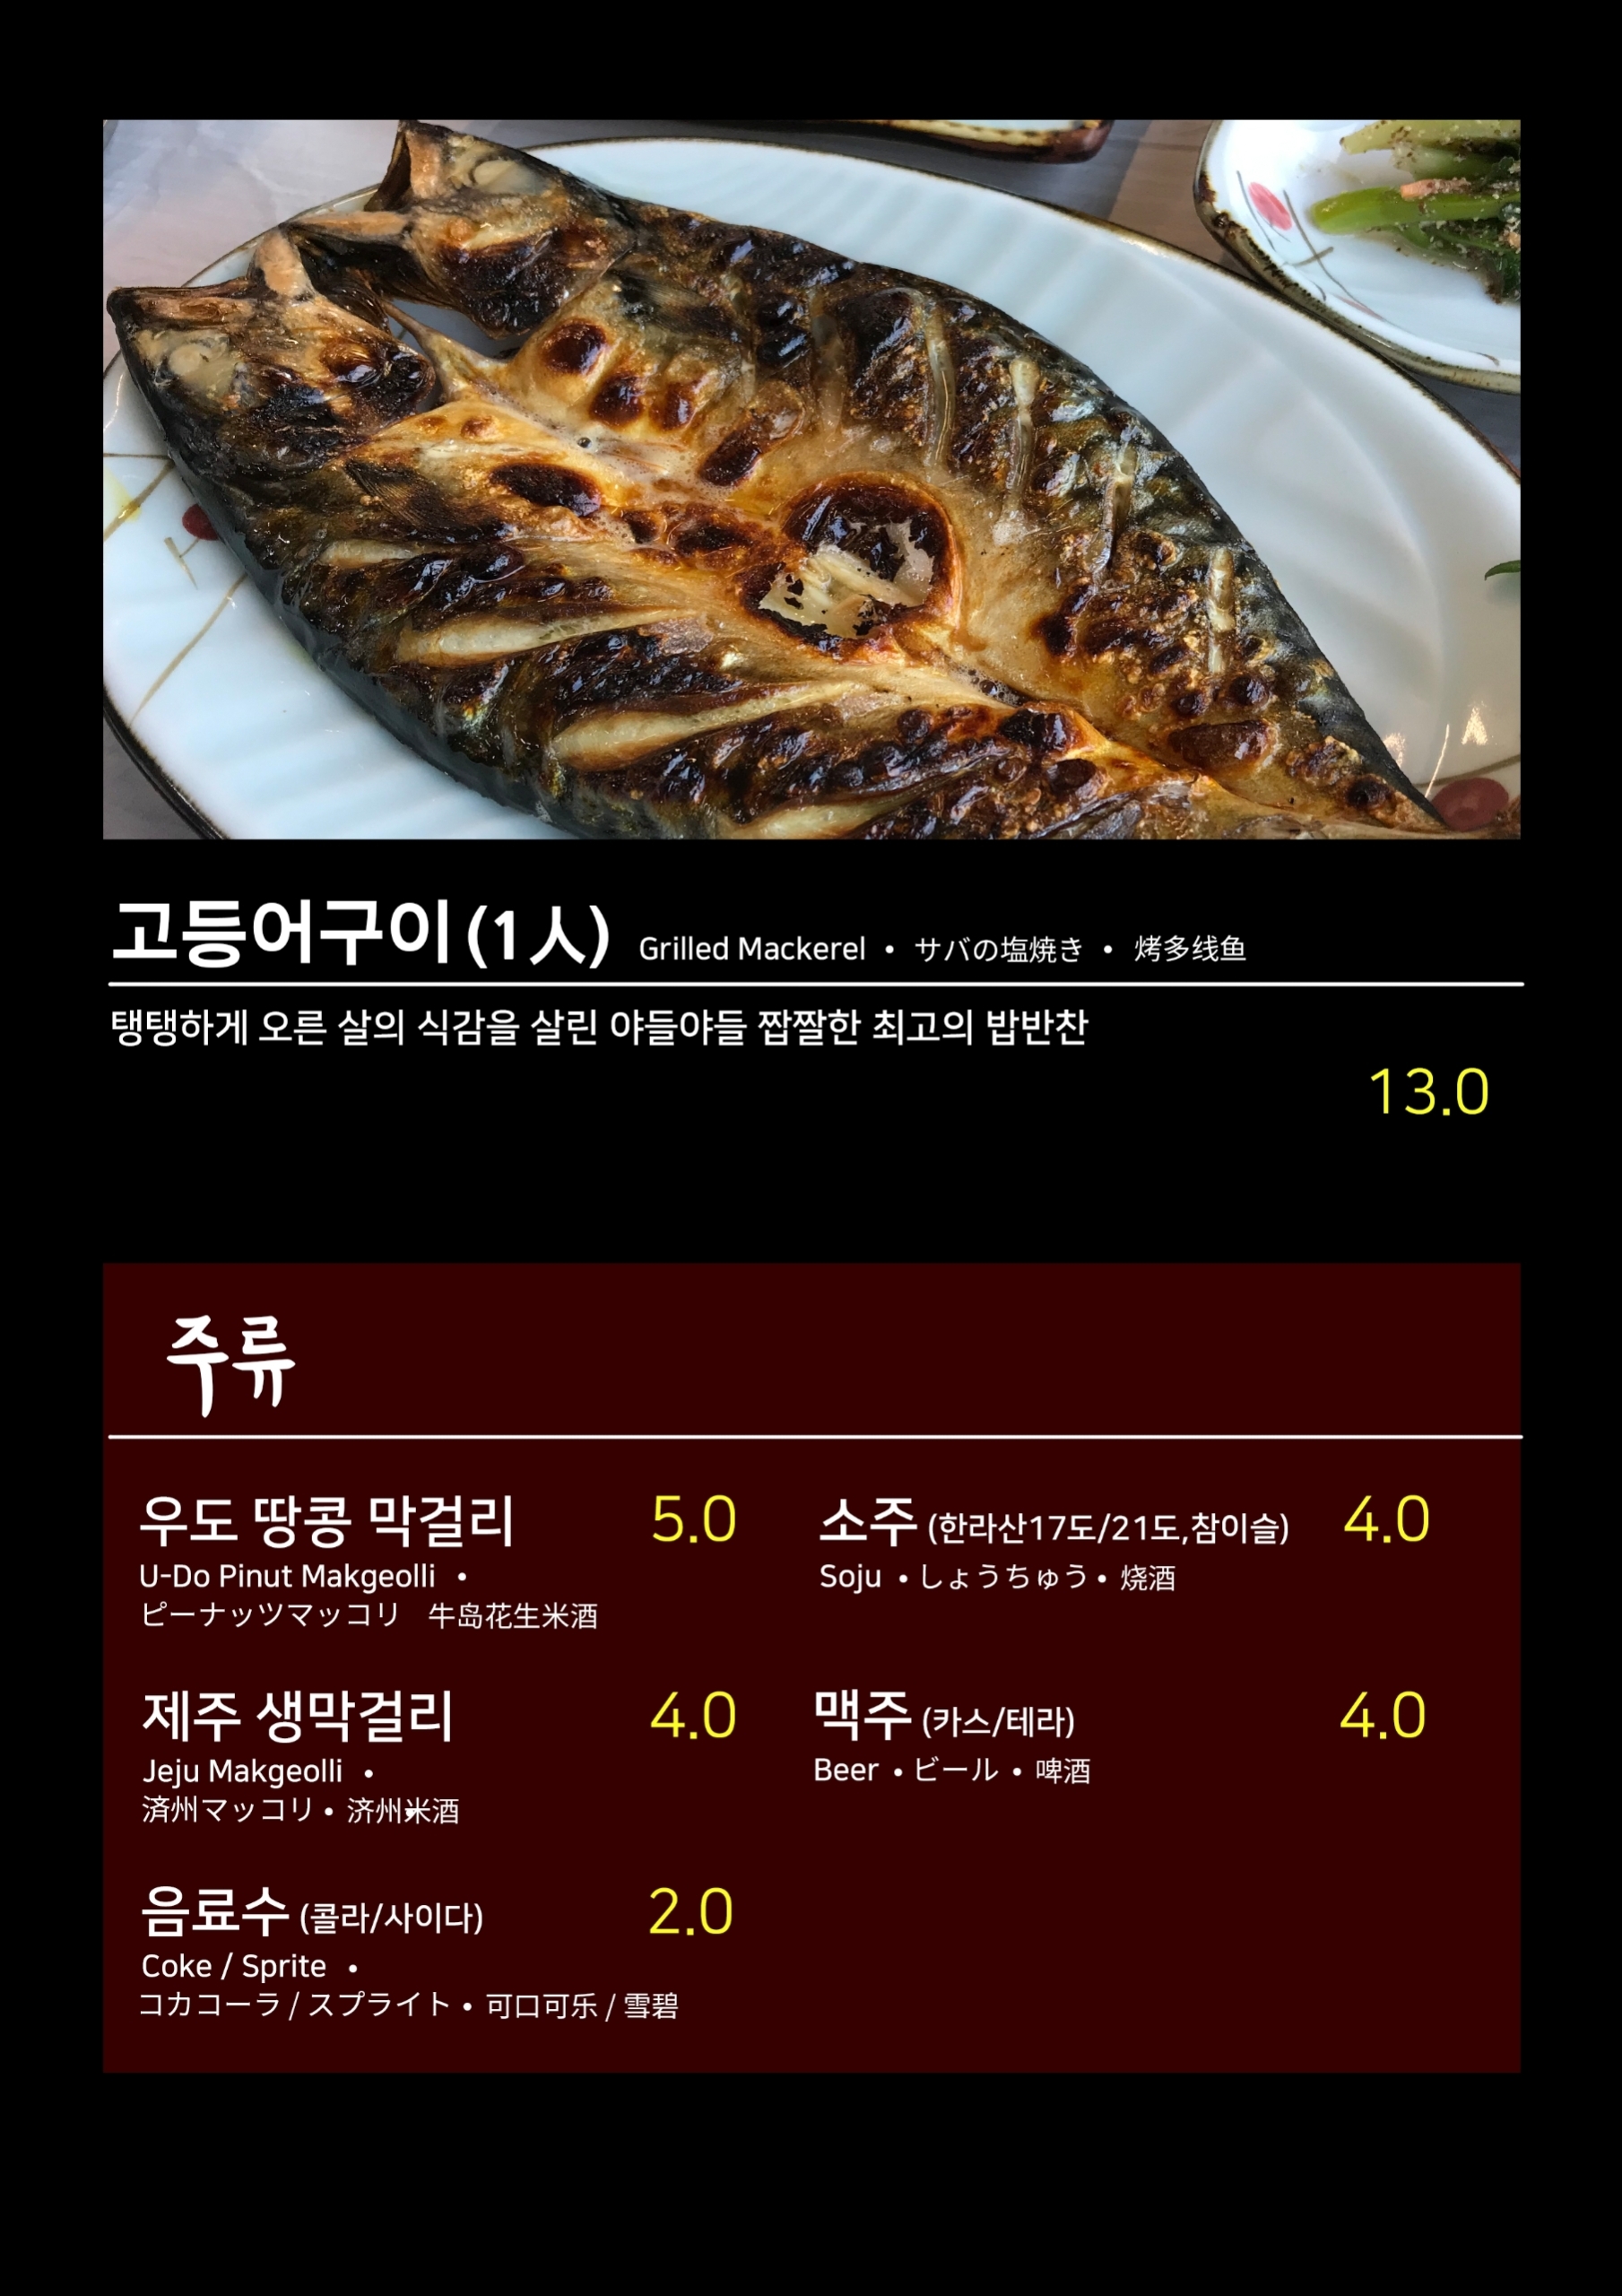 고등어구이 (1人) Grilled Mackerel • サバの塩焼き • 烤多线鱼
탱탱하게 오른 살의 식감을 살린 야들야들 짭짤한 최고의 밥반찬
13.0
주류
우도 땅콩 막걸리 5.0
U-Do Pinut Makgeolli •
ピーナッツマッコリ 牛岛花生米酒
소주 (한라산17도/21도,참이슬) 4.0
Soju • しょうちゅう • 烧酒
제주 생막걸리 4.0
Jeju Makgeolli •
済州マッコリ • 济州米酒
맥주 (카스/테라) 4.0
Beer • ビール • 啤酒
음료수 (콜라/사이다) 2.0
Coke / Sprite •
コカコーラ / スプライト • 可口可乐 / 雪碧